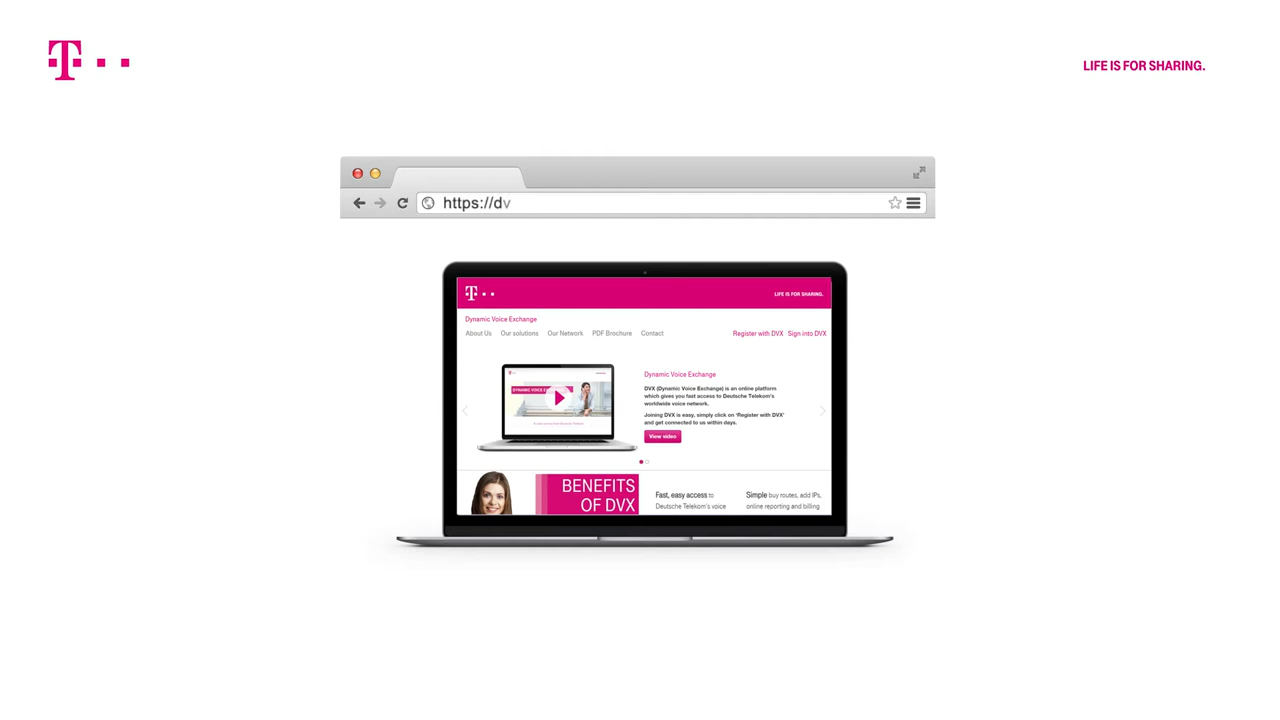 T
LIFE IS FOR SHARING.
https://dv
T
LIFE IS FOR SHARING.
Dynamic Voice Exchange
About Us Our solutions Our Network PDF Brochure Contact Register with DVX Sign into DVX
DYNAMIC VOICE
Dynamic Voice Exchange
DVX (Dynamic Voice Exchange) is an online platform
which gives you fast access to Deutsche Telekom's
worldwide voice network.
Joining DVX is easy, simply click on 'Register with DVX'
and get connected to us within days.
View video
BENEFITS
OF DVX
Fast, easy access to
Deutsche Telekom's voice
Simple buy routes, add IPs,
online reporting and billing